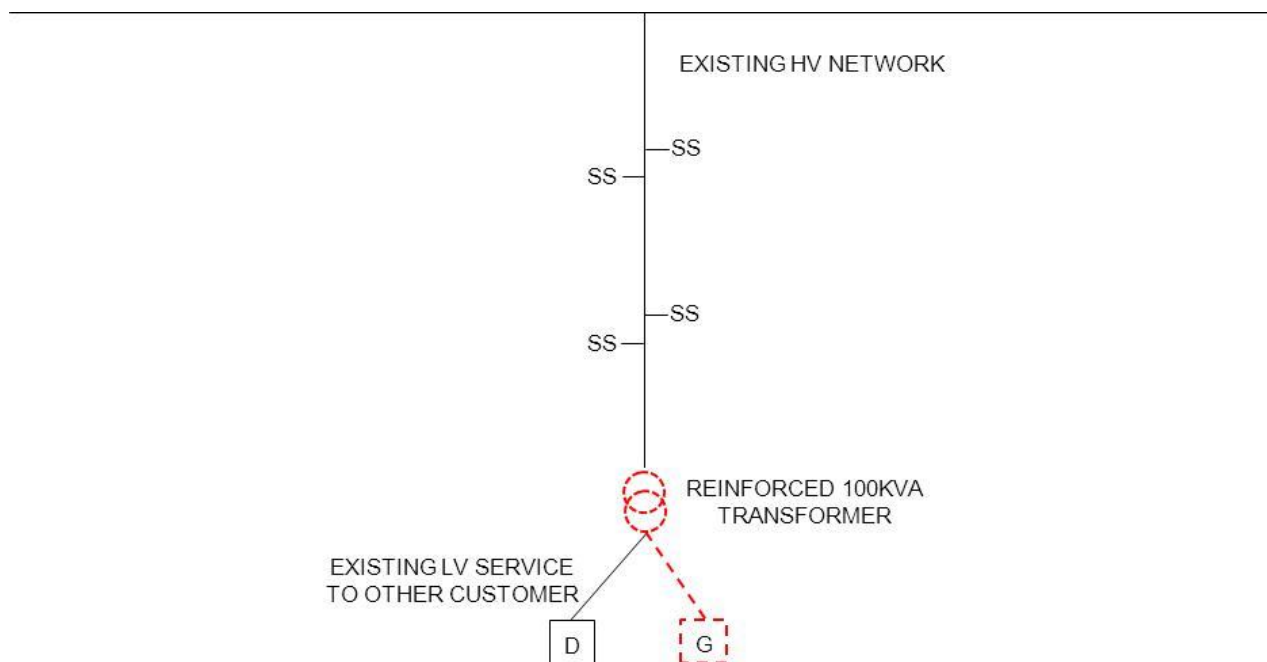 EXISTING HV NETWORK
SS
SS
SS
SS
REINFORCED 100KVA
TRANSFORMER
EXISTING LV SERVICE
TO OTHER CUSTOMER
D
G